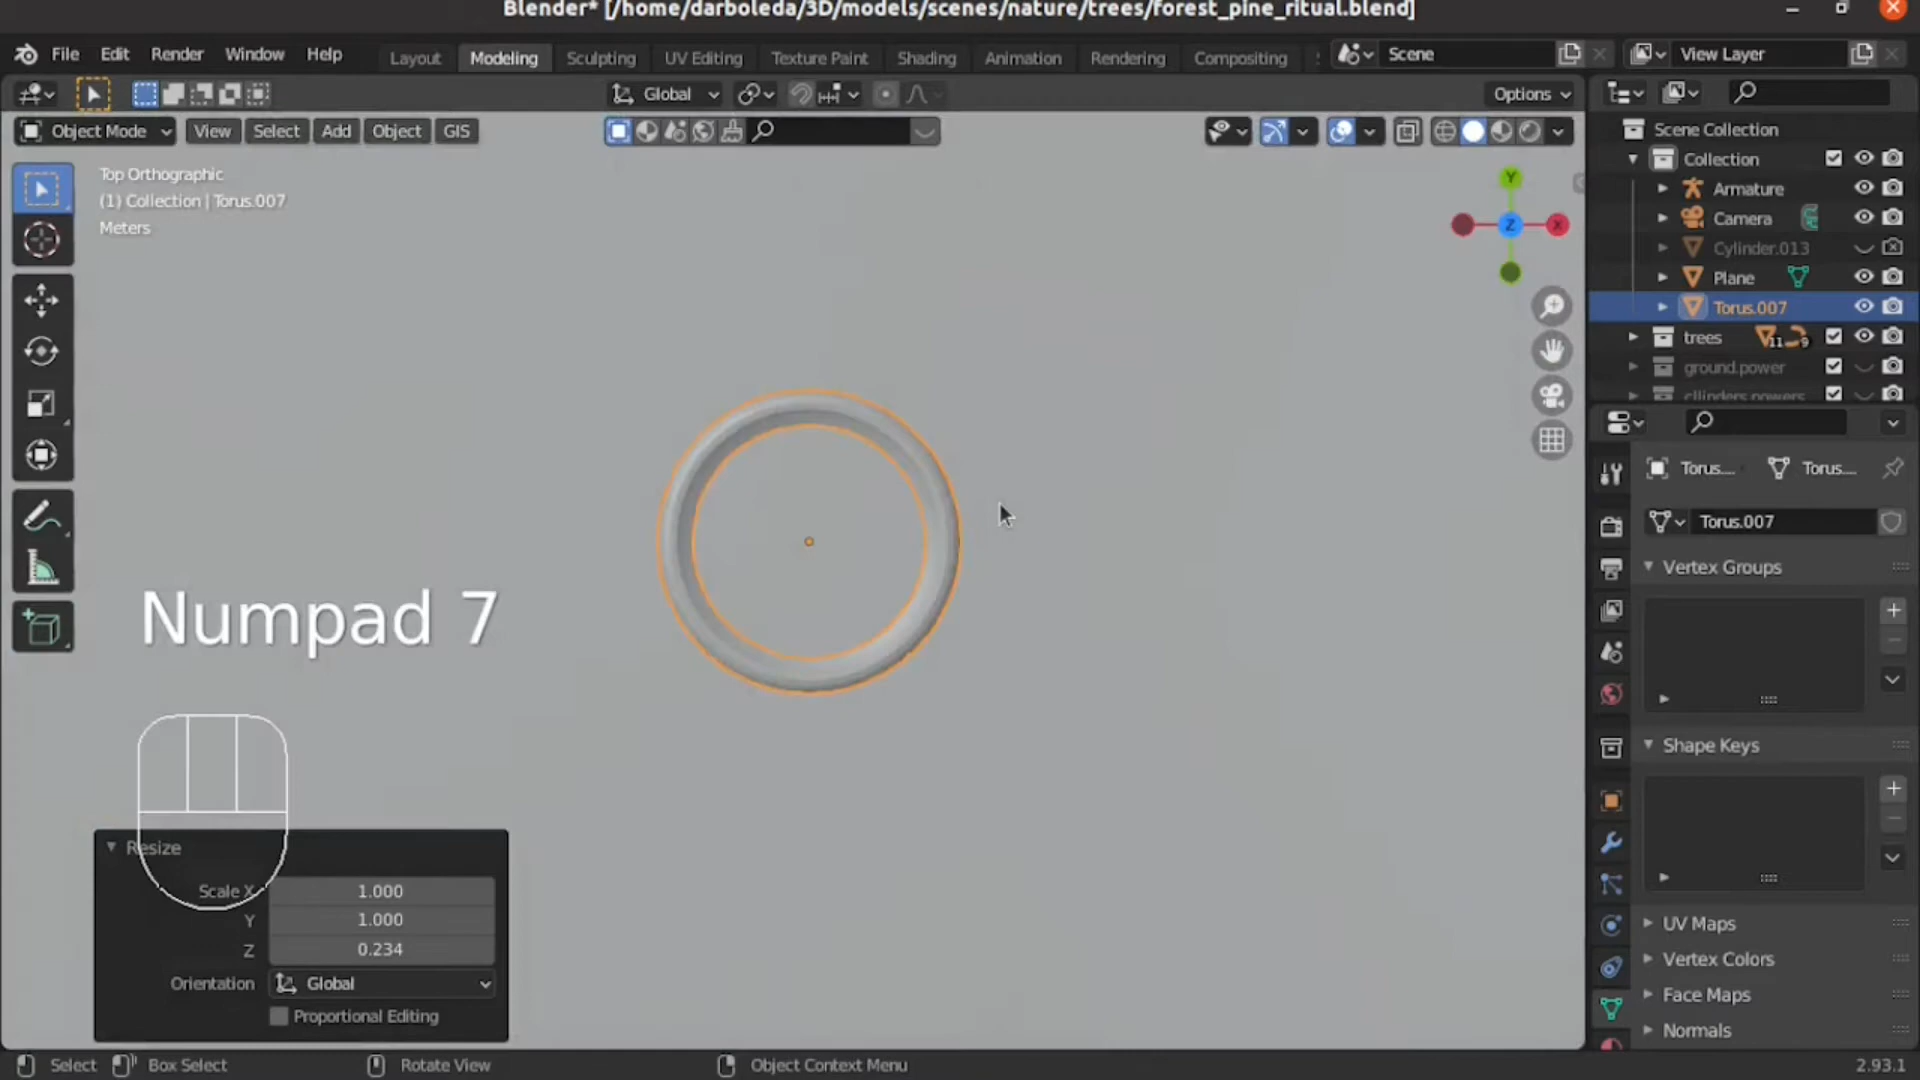 Blender* [/home/darboleda/3D/models/scenes/nature/trees/forest_pine_ritual.blend]
File Edit Render Window Help Layout Modeling Sculpting UV Editing Texture Paint Shading Animation Rendering Compositing Scene View Layer
Global Options
Object Mode View Select Add Object GIS
Scene Collection
Collection
Armature
Camera
Cylinder.013
Plane
Torus.007
trees 11 9
ground.power
cllinders.powers
Top Orthographic
(1) Collection | Torus.007
Meters
Y
Z X
Torus.... Torus....
Torus.007
Vertex Groups
Shape Keys
UV Maps
Vertex Colors
Face Maps
Normals
Numpad 7
Resize
Scale X 1.000
Y 1.000
Z 0.234
Orientation Global
Proportional Editing
Select Box Select Rotate View Object Context Menu 2.93.1